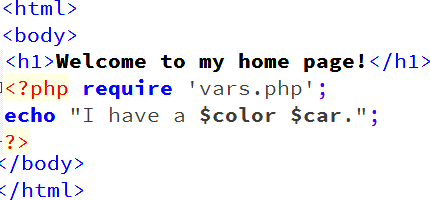 <html>
<body>
<h1>Welcome to my home page!</h1>
<?php require 'vars.php';
echo "I have a $color $car.";
?>
</body>
</html>